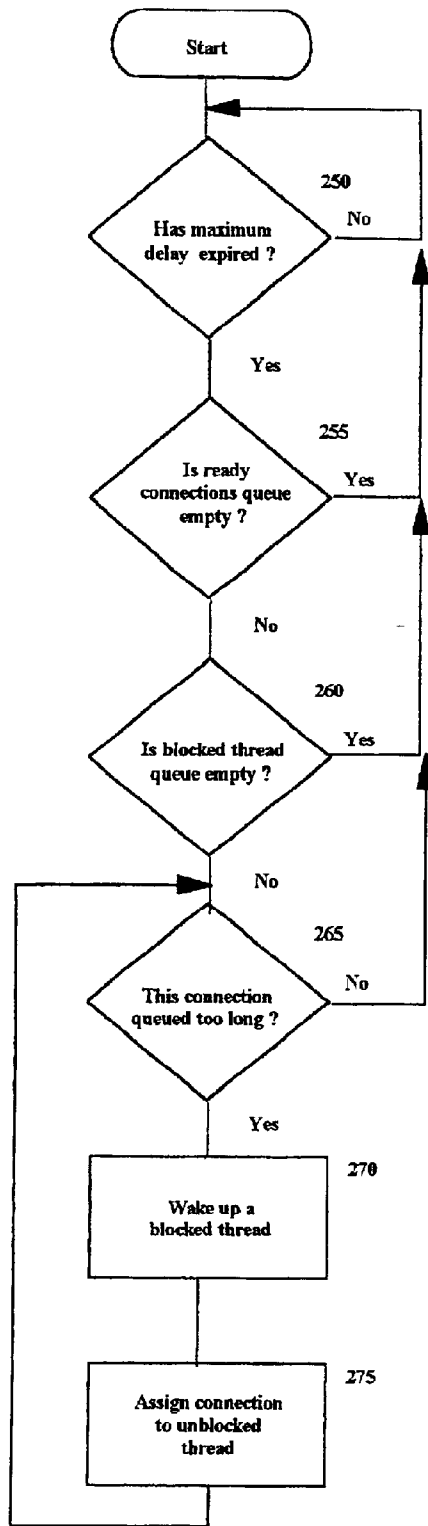 Start
250
No
Has maximum
delay expired ?
Yes
255
Is ready
connections queue
empty ?
Yes
No
260
Is blocked thread
queue empty ?
Yes
No
265
This connection
queued too long ?
No
Yes
270
Wake up a
blocked thread
275
Assign connection
to unblocked
thread